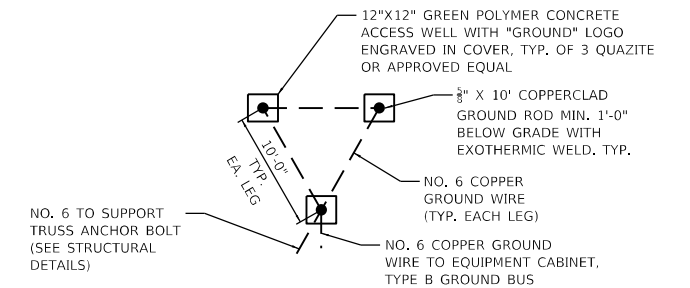 12"X12" GREEN POLYMER CONCRETE
ACCESS WELL WITH "GROUND" LOGO
ENGRAVED IN COVER, TYP. OF 3 QUAZITE
OR APPROVED EQUAL
⅝" X 10' COPPERCLAD
GROUND ROD MIN. 1'-0"
BELOW GRADE WITH
EXOTHERMIC WELD. TYP.
10'-0"
TYP.
EA. LEG
NO. 6 COPPER
GROUND WIRE
(TYP. EACH LEG)
NO. 6 TO SUPPORT
TRUSS ANCHOR BOLT
(SEE STRUCTURAL
DETAILS)
NO. 6 COPPER GROUND
WIRE TO EQUIPMENT CABINET,
TYPE B GROUND BUS